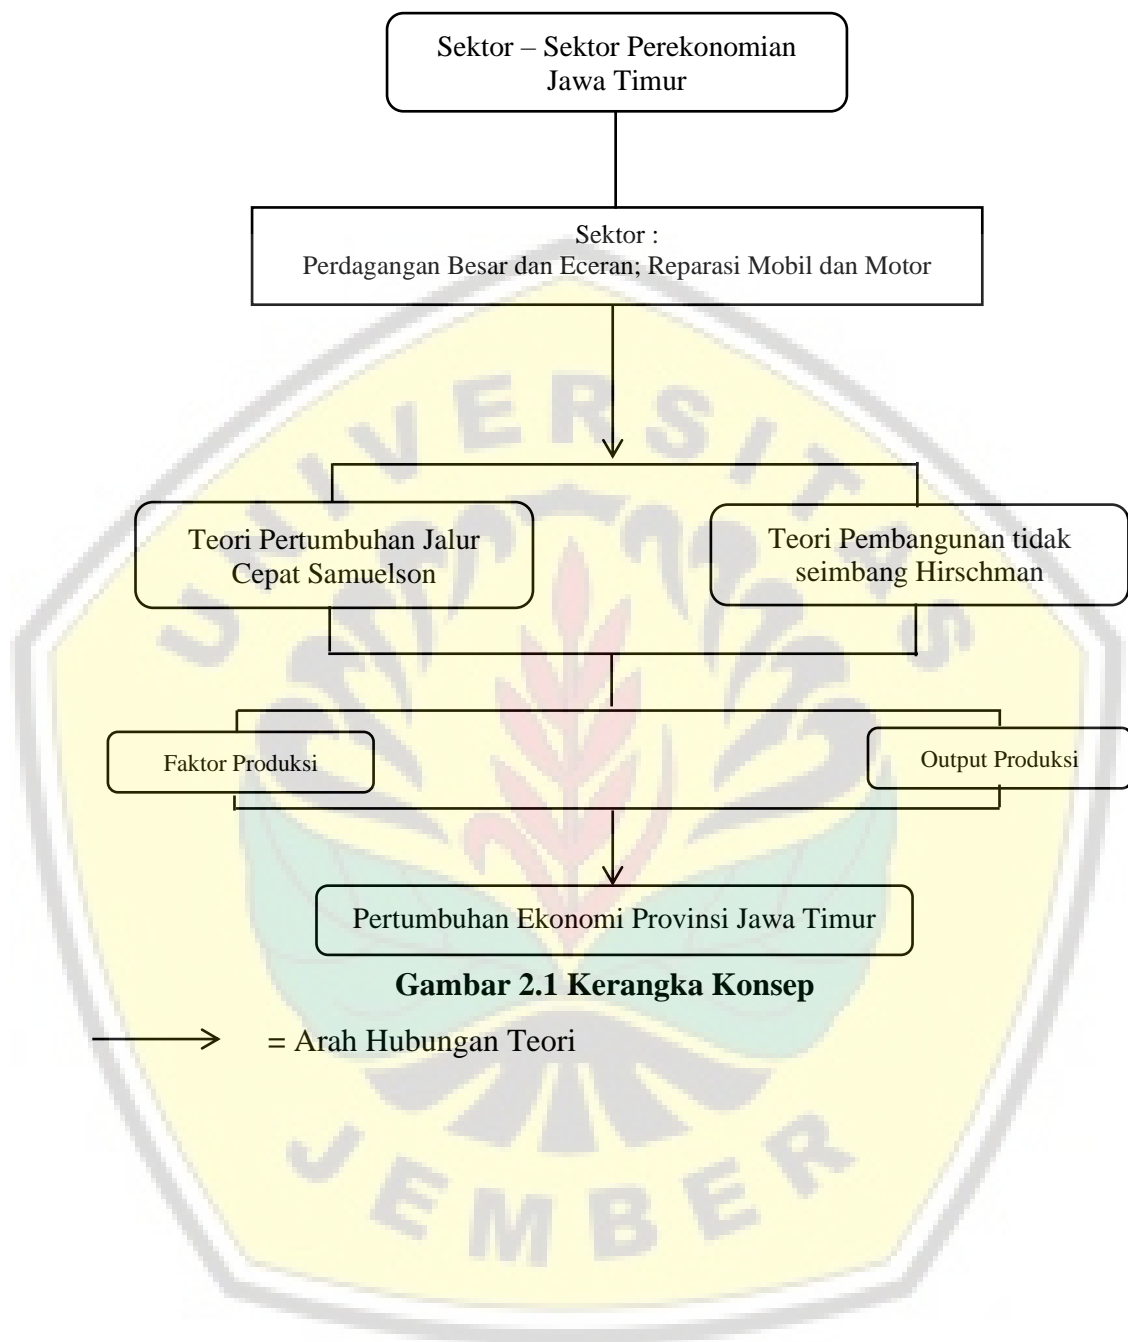 Sektor – Sektor Perekonomian
Jawa Timur
Sektor :
Perdagangan Besar dan Eceran; Reparasi Mobil dan Motor
Teori Pertumbuhan Jalur
Cepat Samuelson
Teori Pembangunan tidak
seimbang Hirschman
Faktor Produksi
Output Produksi
Pertumbuhan Ekonomi Provinsi Jawa Timur
Gambar 2.1 Kerangka Konsep
= Arah Hubungan Teori
UNIVERSITAS
JEMBER